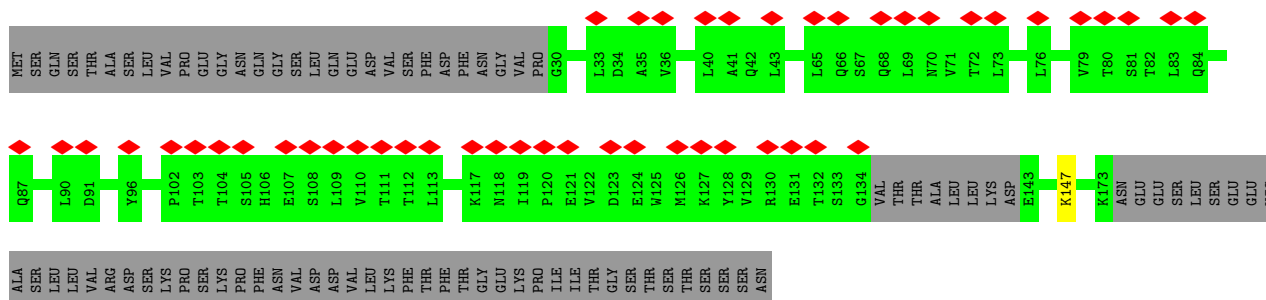 MET SER GLN SER THR ALA SER LEU VAL PRO GLU GLY ASN GLN GLY SER LEU GLN GLU ASP VAL SER PHE ASP PHE ASN GLY VAL PRO G30 L33 D34 A35 V36 L40 A41 Q42 L43 L65 Q66 S67 Q68 L69 N70 V71 T72 L73 L76 V79 T80 S81 T82 L83 Q84
Q87 L90 D91 Y96 P102 T103 T104 S105 H106 E107 S108 L109 V110 T111 T112 L113 K117 N118 I119 P120 E121 V122 D123 E124 W125 M126 K127 Y128 V129 R130 E131 T132 S133 G134 VAL THR THR ALA LEU LEU LYS ASP E143 K147 K173 ASN GLU GLU SER LEU SER GLU GLU
ALA SER LEU LEU VAL ARG ASP SER LYS PRO SER LYS PRO PHE ASN VAL ASP ASP VAL LEU LYS PHE THR PHE THR GLY GLU LYS PRO ILE ILE THR GLY SER THR SER THR SER SER SER ASN